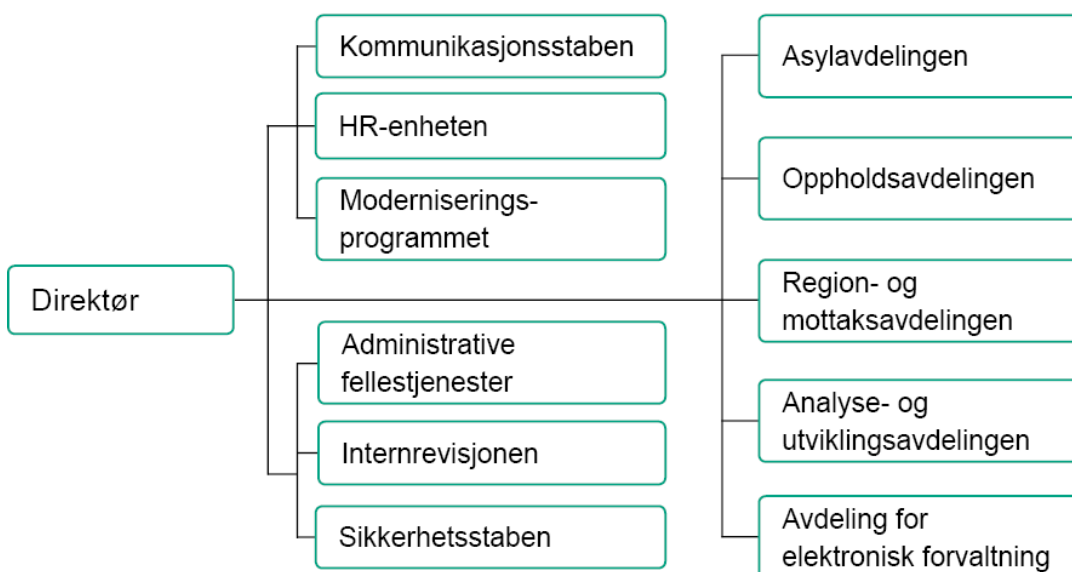 Direktør
Kommunikasjonsstaben
HR-enheten
Moderniserings-
programmet
Administrative
fellestjenester
Internrevisjonen
Sikkerhetsstaben
Asylavdelingen
Oppholdsavdelingen
Region- og
mottaksavdelingen
Analyse- og
utviklingsavdelingen
Avdeling for
elektronisk forvaltning